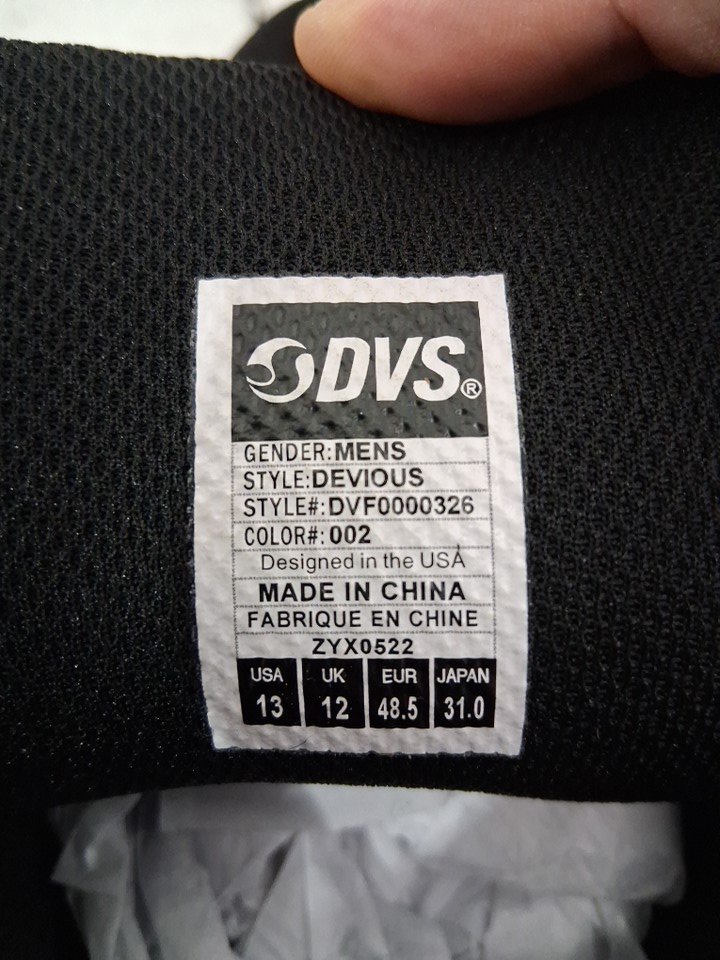 DVS®
GENDER:MENS
STYLE:DEVIOUS
STYLE#:DVF0000326
COLOR#:002
Designed in the USA
MADE IN CHINA
FABRIQUE EN CHINE
ZYX0522
USA UK EUR JAPAN
13 12 48.5 31.0